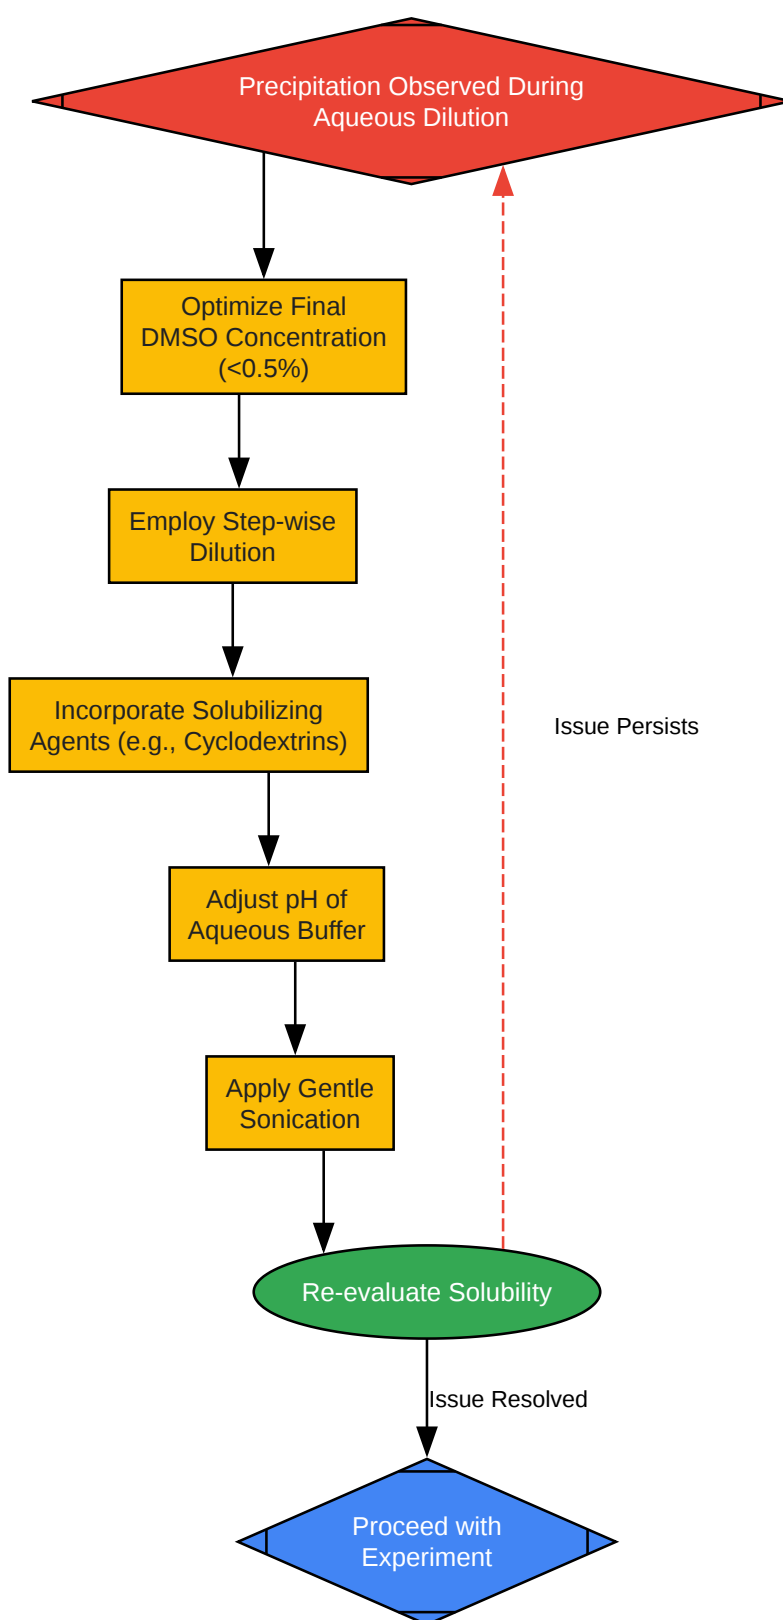 Precipitation Observed During
Aqueous Dilution
Optimize Final
DMSO Concentration
(<0.5%)
Employ Step-wise
Dilution
Incorporate Solubilizing
Agents (e.g., Cyclodextrins)
Issue Persists
Adjust pH of
Aqueous Buffer
Apply Gentle
Sonication
Re-evaluate Solubility
Issue Resolved
Proceed with
Experiment